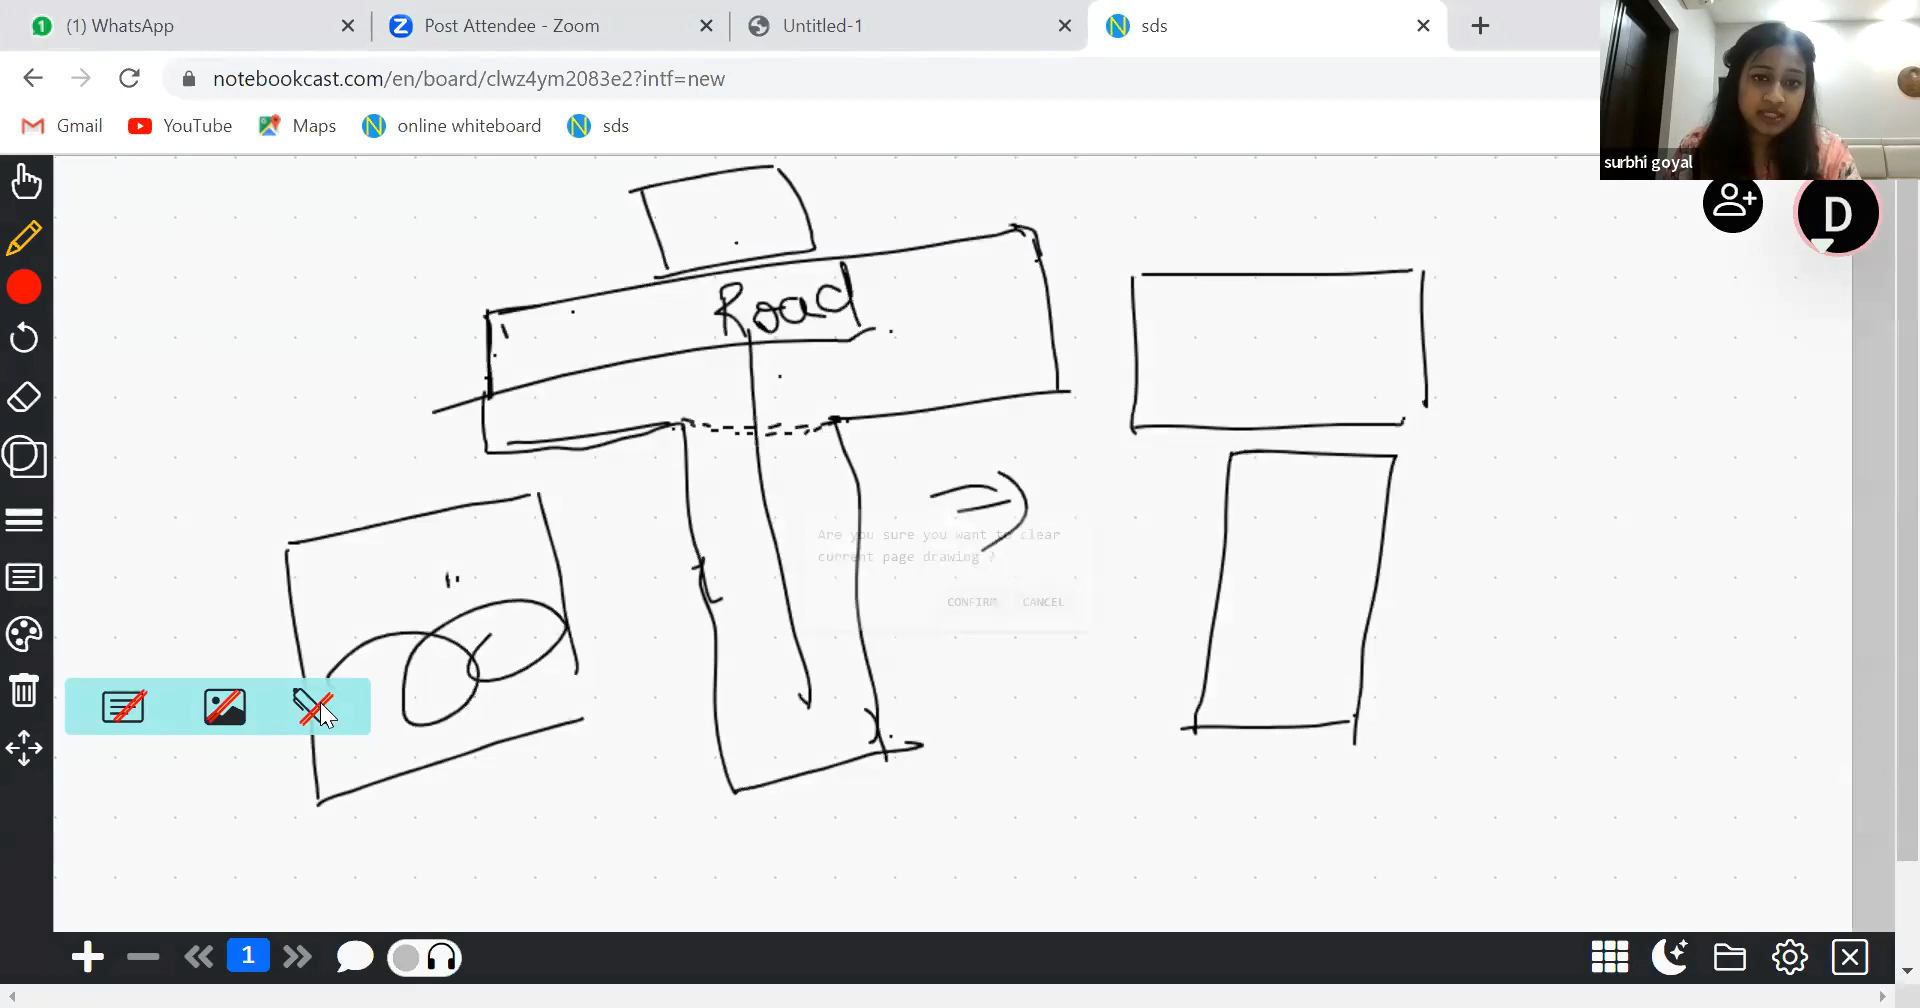 (1) WhatsApp
Post Attendee - Zoom
Untitled-1
sds
notebookcast.com/en/board/clwz4ym2083e2?intf=new
Gmail
YouTube
Maps
online whiteboard
sds
surbhi goyal
D
Road
Are you sure you want to clear
current page drawing ?
CONFIRM CANCEL
1